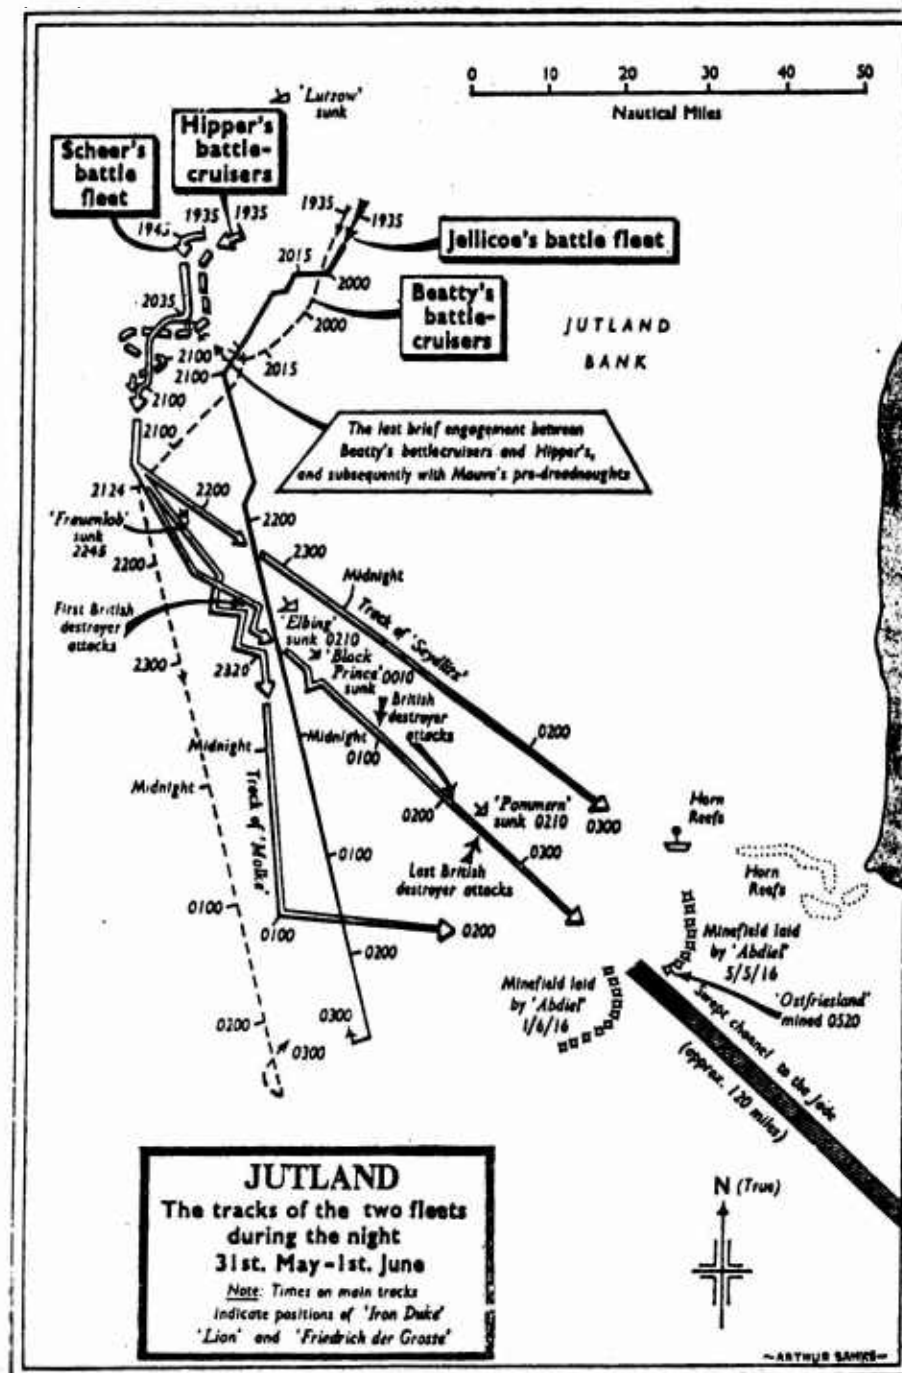 0 10 20 30 40 50
Nautical Miles
'Lutzow'
sunk
Hipper's
battle-
cruisers
Scheer's
battle
fleet
1945
1935
1935
1935
1935
Jellicoe's battle fleet
2015
2000
Beatty's
battle-
cruisers
2000
2035
JUTLAND
BANK
2100
2015
2100
2100
2100
The last brief engagement between
Beatty's battlecruisers and Hipper's,
and subsequently with Mauve's pre-dreadnoughts
2124
2200
'Frauenlob'
sunk
2245
2200
2200
2300
Midnight
Track of 'Seydlitz'
First British
destroyer
attacks
'Elbing'
sunk 0210
'Black
Prince' 0010
sunk
2300
2320
British
destroyer
attacks
Midnight
Midnight
0100
0200
Midnight
Track of 'Molke'
0200
'Pommern'
sunk 0210
0300
Horn
Reefs
0100
0300
Last British
destroyer attacks
Horn
Reefs
0100
0100
0200
0200
Minefield laid
by 'Abdiel'
5/5/16
Minefield laid
by 'Abdiel'
1/6/16
'Ostfriesland'
mined 0520
0200
0300
0300
Swept channel to the Jade
(approx. 120 miles)
JUTLAND
The tracks of the two fleets
during the night
31st. May-1st. June
Note: Times on main tracks
indicate positions of 'Iron Duke'
'Lion' and 'Friedrich der Grosse'
N (True)
~ARTHUR BANKS~